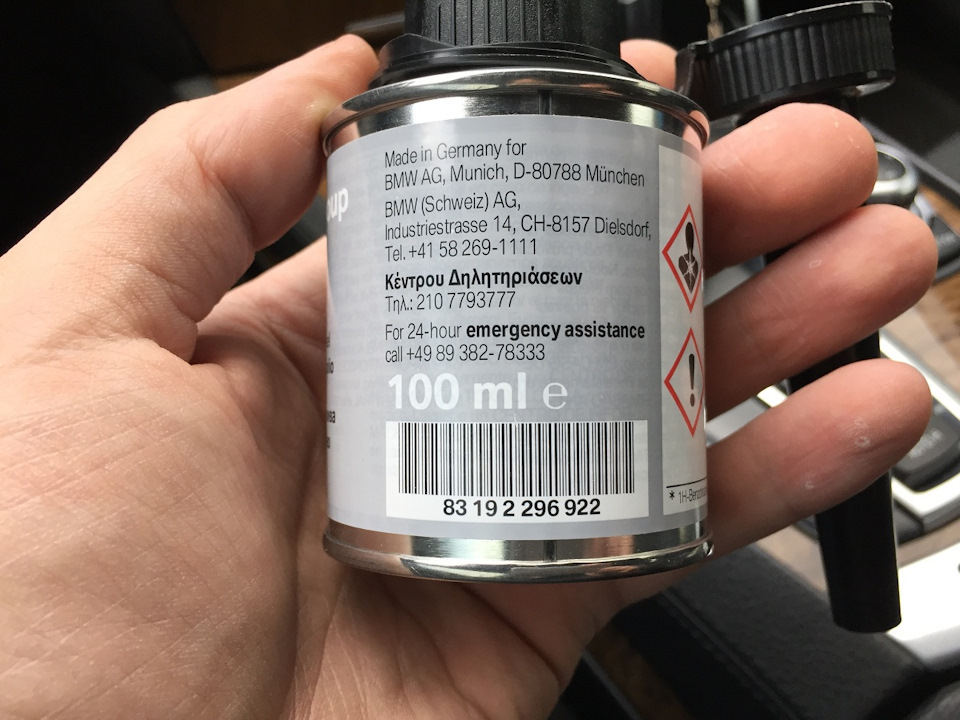 Made in Germany for
BMW AG, Munich, D-80788 München
BMW (Schweiz) AG,
Industriestrasse 14, CH-8157 Dielsdorf,
Tel. +41 58 269-1111
Κέντρου Δηλητηριάσεων
Τηλ.: 210 7793777
For 24-hour emergency assistance
call +49 89 382-78333
100 ml ℮
83 19 2 296 922